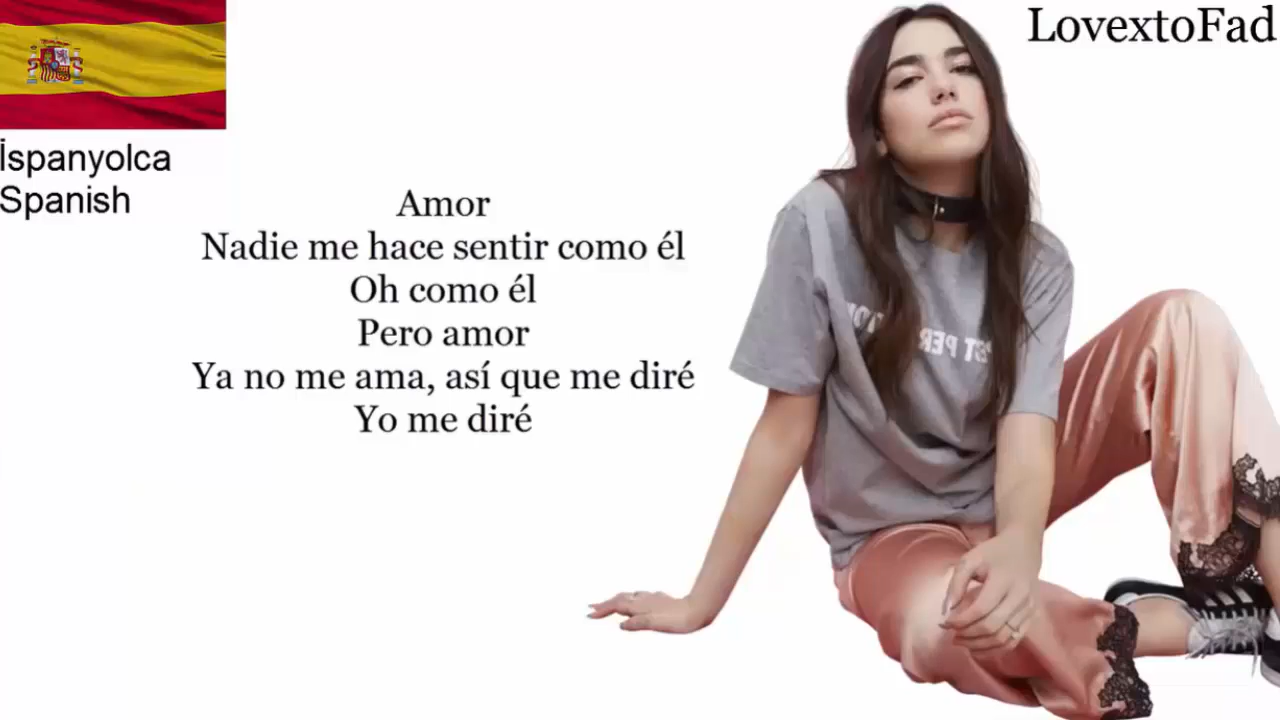 LovextoFad
İspanyolca
Spanish
Amor
Nadie me hace sentir como él
Oh como él
Pero amor
Ya no me ama, así que me diré
Yo me diré